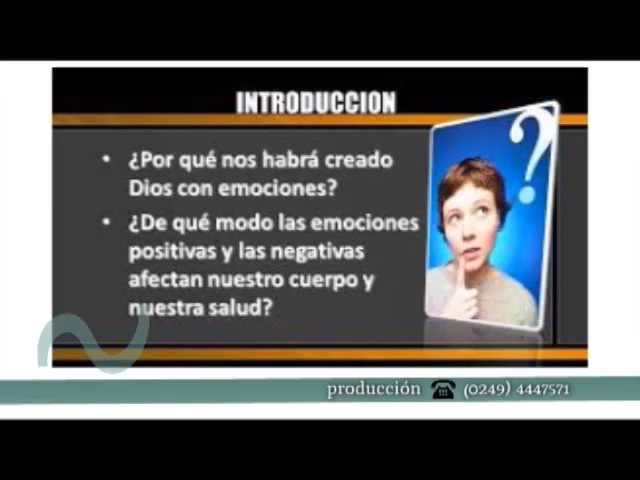 INTRODUCCION
• ¿Por qué nos habrá creado
Dios con emociones?
• ¿De qué modo las emociones
positivas y las negativas
afectan nuestro cuerpo y
nuestra salud?
?
producción ☎ (0249) 4447571